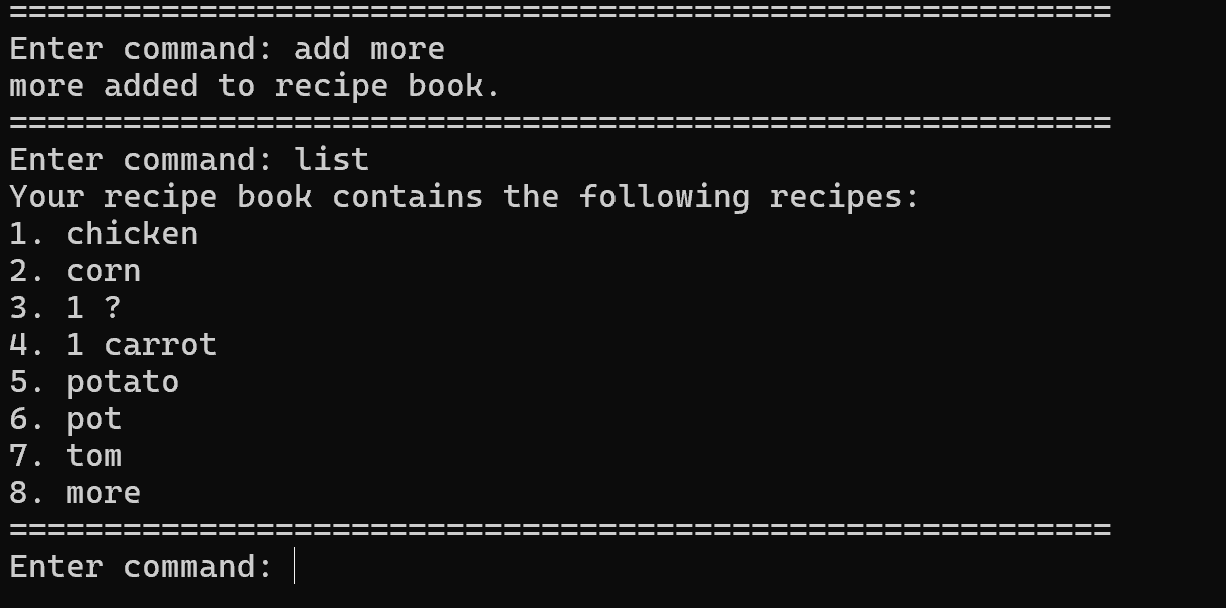 ==========================================================
Enter command: add more
more added to recipe book.
==========================================================
Enter command: list
Your recipe book contains the following recipes:
1. chicken
2. corn
3. 1 ?
4. 1 carrot
5. potato
6. pot
7. tom
8. more
==========================================================
Enter command: